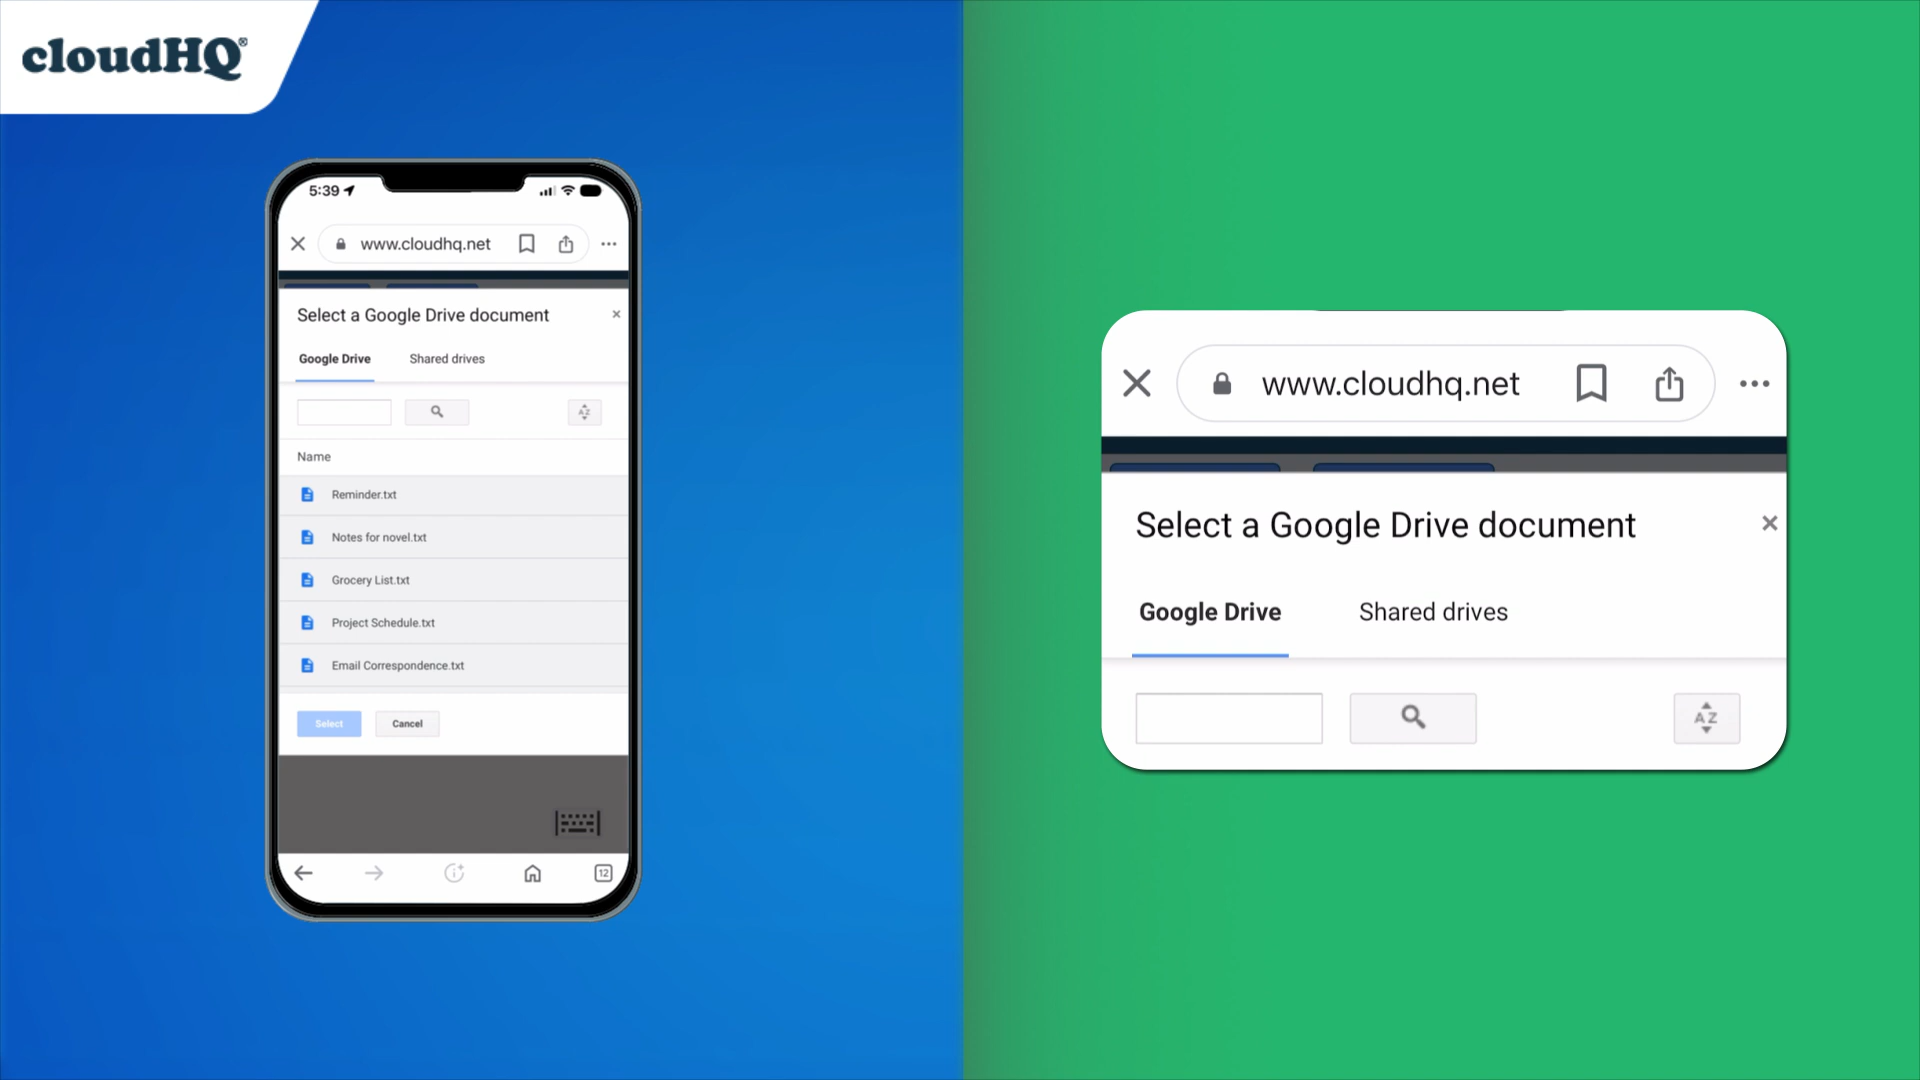 cloudHQ®
5:39
www.cloudhq.net
Select a Google Drive document ×
Google Drive Shared drives
AZ
Name
Reminder.txt
Notes for novel.txt
Grocery List.txt
Project Schedule.txt
Email Correspondence.txt
Select Cancel
12
www.cloudhq.net
Select a Google Drive document ×
Google Drive Shared drives
AZ